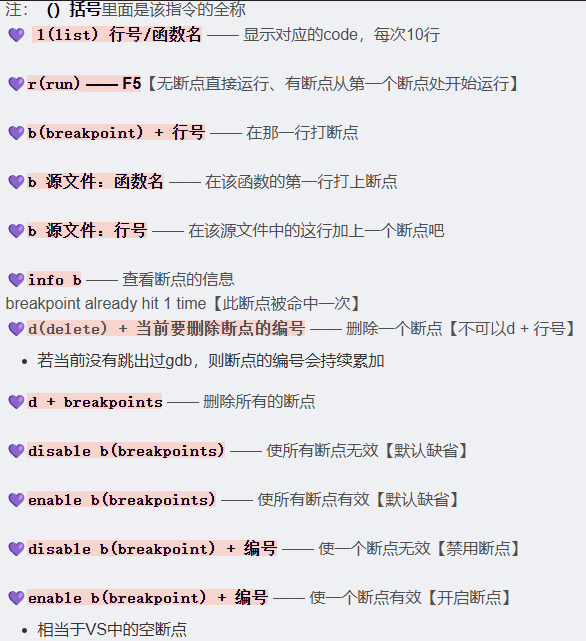 注：（）括号里面是该指令的全称
l(list) 行号/函数名 —— 显示对应的code，每次10行
r(run) —— F5【无断点直接运行、有断点从第一个断点处开始运行】
b(breakpoint) + 行号 —— 在那一行打断点
b 源文件：函数名 —— 在该函数的第一行打上断点
b 源文件：行号 —— 在该源文件中的这行加上一个断点吧
info b —— 查看断点的信息
breakpoint already hit 1 time【此断点被命中一次】
d(delete) + 当前要删除断点的编号 —— 删除一个断点【不可以d + 行号】
• 若当前没有跳出过gdb，则断点的编号会持续累加
d + breakpoints —— 删除所有的断点
disable b(breakpoints) —— 使所有断点无效【默认缺省】
enable b(breakpoints) —— 使所有断点有效【默认缺省】
disable b(breakpoint) + 编号 —— 使一个断点无效【禁用断点】
enable b(breakpoint) + 编号 —— 使一个断点有效【开启断点】
• 相当于VS中的空断点